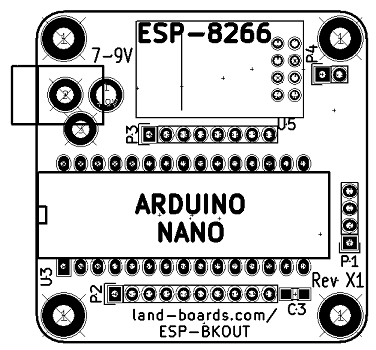 ESP-8266
7-9V
P4
P3
U5
ARDUINO
NANO
P1
U3
P2
Rev X1
C3
land-boards.com/
ESP-BKOUT